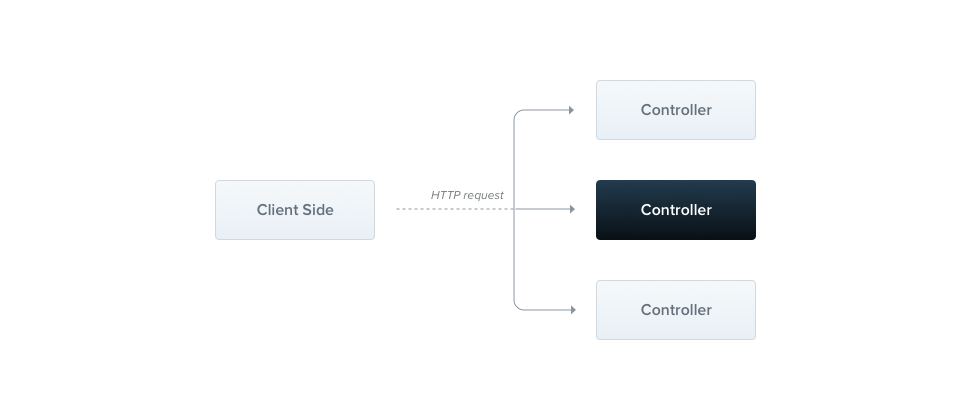 Controller
HTTP request
Client Side
Controller
Controller